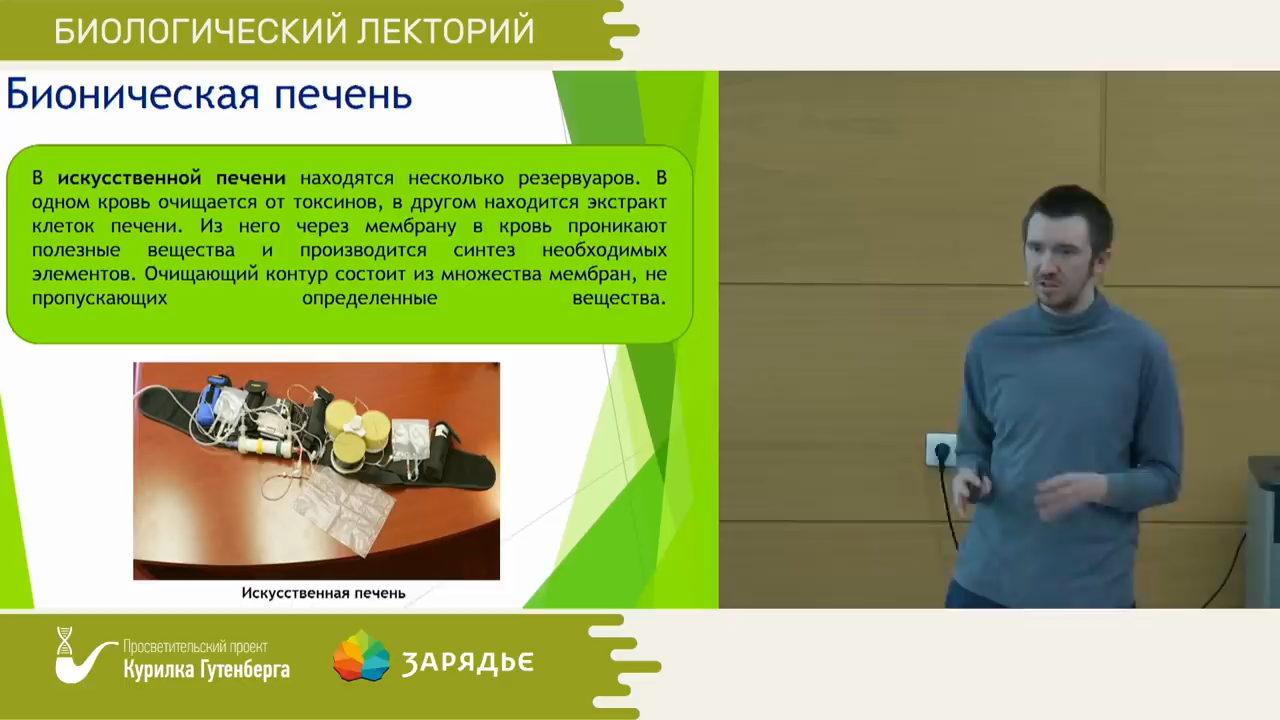 БИОЛОГИЧЕСКИЙ ЛЕКТОРИЙ
Бионическая печень
В искусственной печени находятся несколько резервуаров. В
одном кровь очищается от токсинов, в другом находится экстракт
клеток печени. Из него через мембрану в кровь проникают
полезные вещества и производится синтез необходимых
элементов. Очищающий контур состоит из множества мембран, не
пропускающих определенные вещества.
Искусственная печень
Просветительский проект
Курилка Гутенберга
ЗАРЯДЬЕ